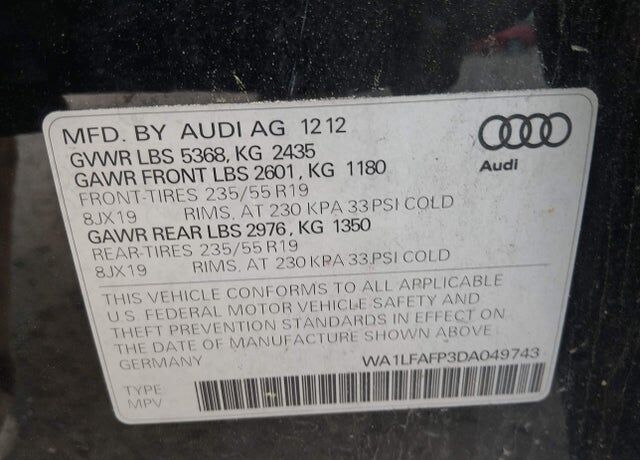 MFD. BY AUDI AG 12 12
GVWR LBS 5368, KG 2435
GAWR FRONT LBS 2601, KG 1180
FRONT-TIRES 235/55 R19
8JX19 RIMS, AT 230 KPA 33 PSI COLD
GAWR REAR LBS 2976, KG 1350
REAR-TIRES 235/55 R19
8JX19 RIMS, AT 230 KPA 33 PSI COLD
Audi
THIS VEHICLE CONFORMS TO ALL APPLICABLE
U.S. FEDERAL MOTOR VEHICLE SAFETY AND
THEFT PREVENTION STANDARDS IN EFFECT ON
THE DATE OF MANUFACTURE SHOWN ABOVE
GERMANY
WA1LFAFP3DA049743
TYPE
MPV